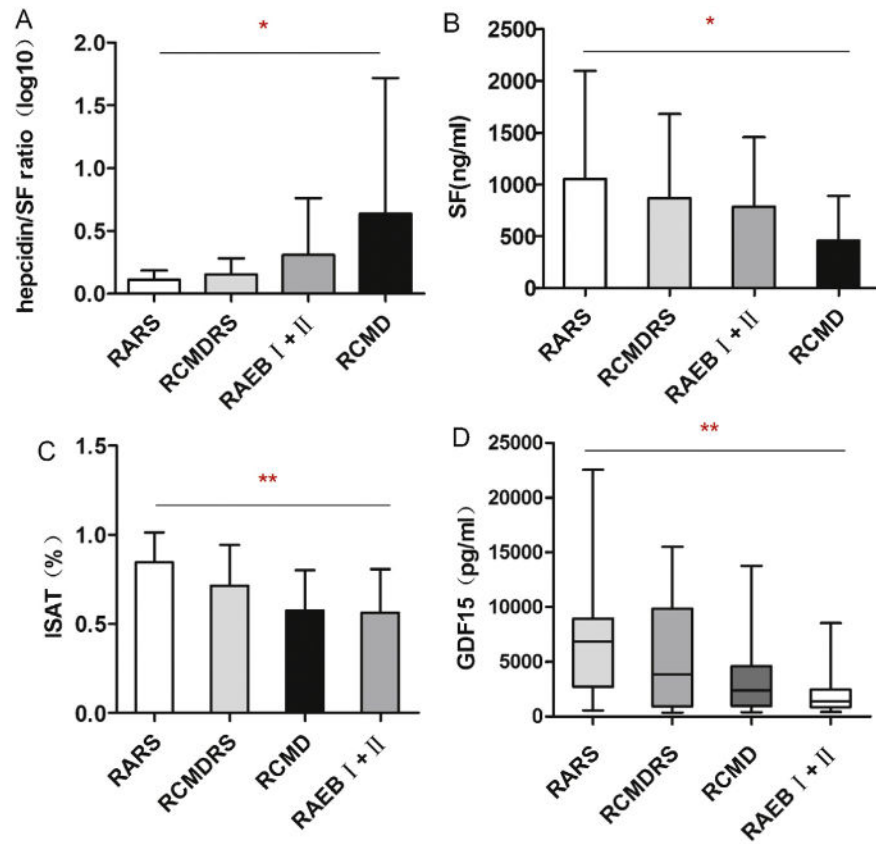 A
*
hepcidin/SF ratio (log10)
2.0
1.5
1.0
0.5
0.0
RARS
RCMDRS
RAEB I + II
RCMD
B
*
SF(ng/ml)
2500
2000
1500
1000
500
0
RARS
RCMDRS
RAEB I + II
RCMD
C
**
ISAT (%)
1.5
1.0
0.5
0.0
RARS
RCMDRS
RCMD
RAEB I + II
D
**
GDF15 (pg/ml)
25000
20000
15000
10000
5000
0
RARS
RCMDRS
RCMD
RAEB I + II